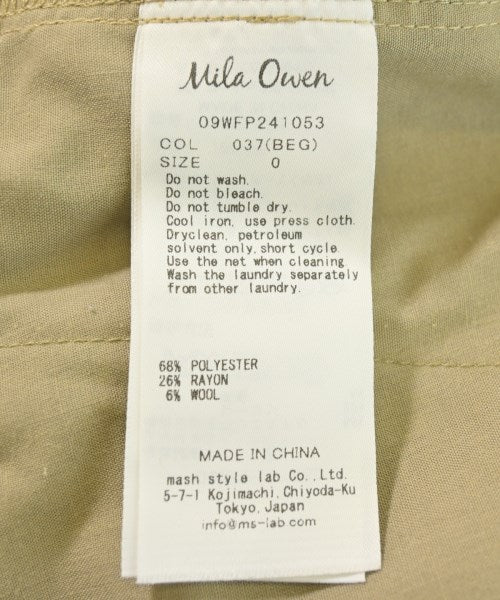 Mila Owen
09WFP241053
COL 037(BEG)
SIZE 0
Do not wash.
Do not bleach.
Do not tumble dry.
Cool iron, use press cloth.
Dryclean, petroleum
solvent only, short cycle.
Use the net when cleaning.
Wash the laundry separately
from other laundry.
68% POLYESTER
26% RAYON
6% WOOL
MADE IN CHINA
mash style lab Co.,Ltd.
5-7-1 Kojimachi,Chiyoda-Ku
Tokyo,Japan
info@ms-lab.com